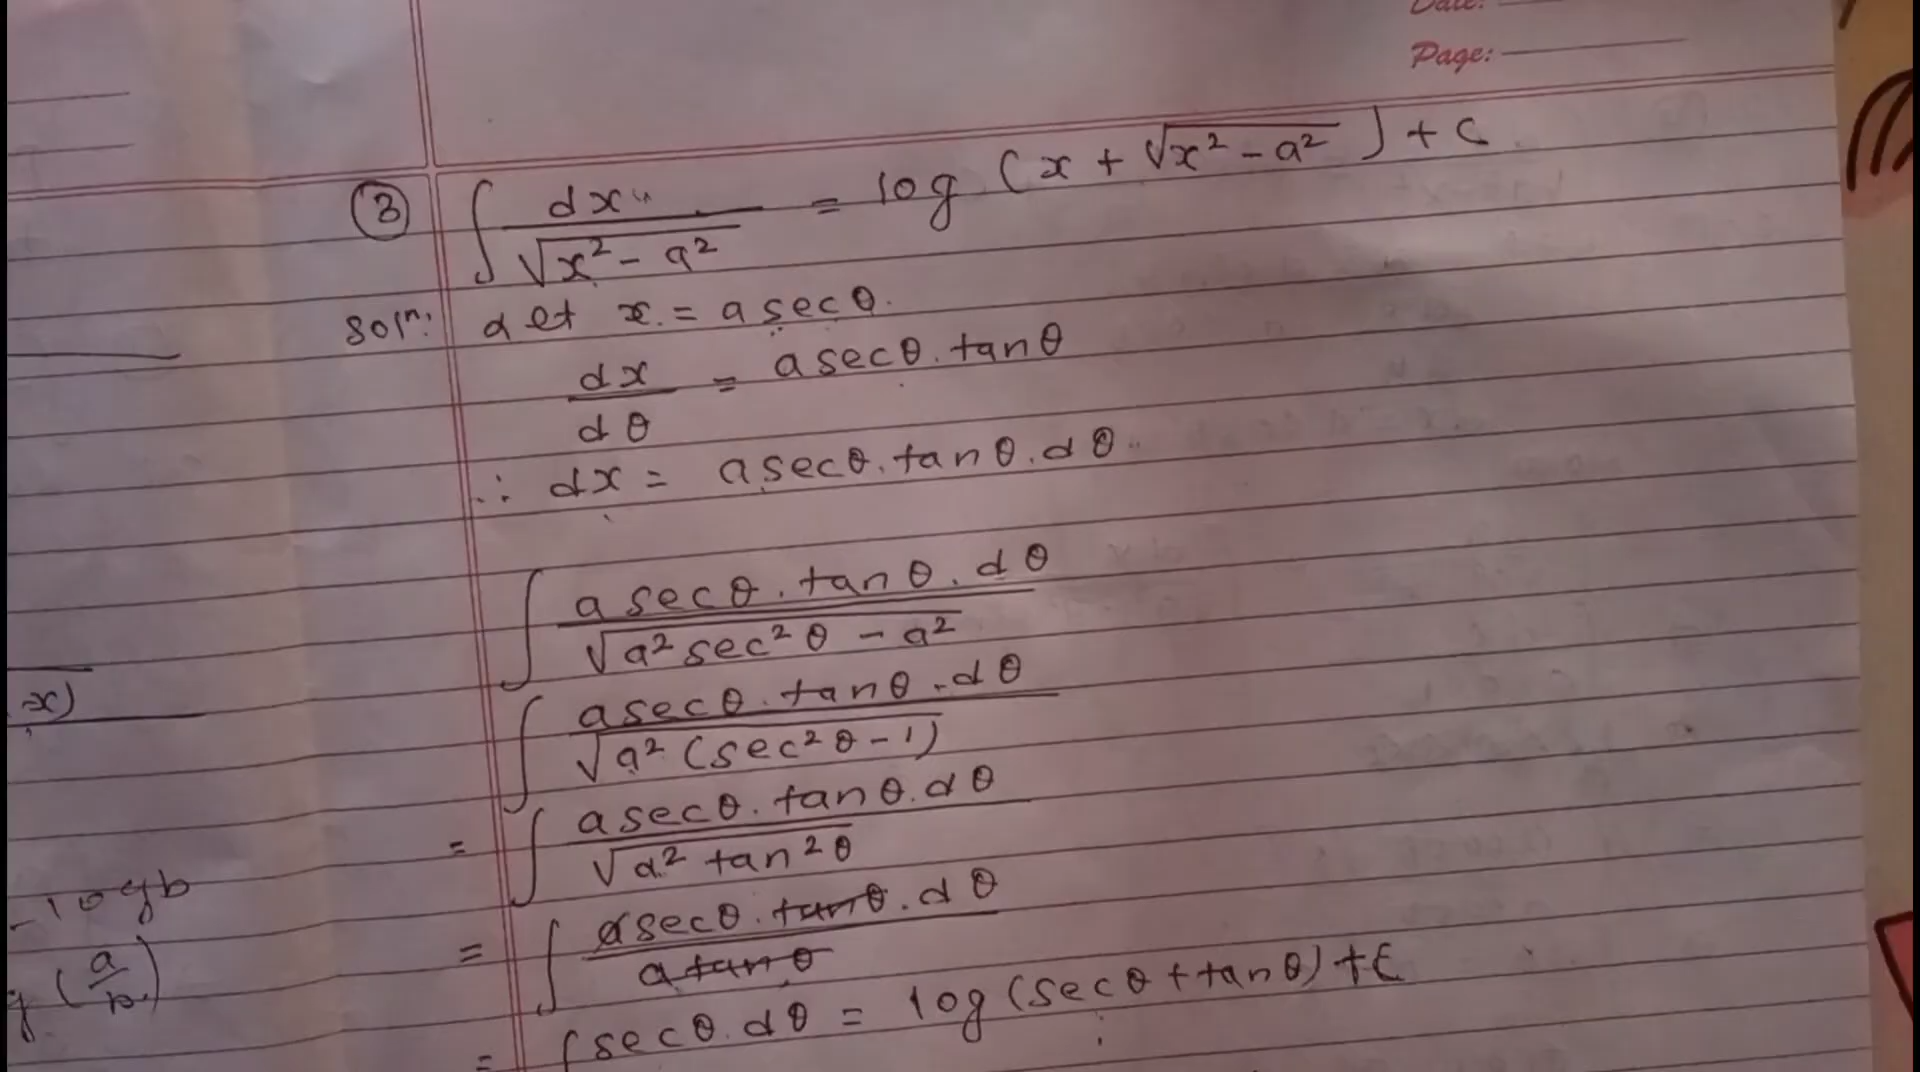 Date:
Page:
③ ∫ dx / √x² - a² = log (x + √x² - a² ) + C
Solⁿ: Let x = a secθ.
dx / dθ = a secθ . tanθ
∴ dx = a secθ . tanθ . dθ
∫ a secθ . tanθ . dθ / √a² sec²θ - a²
∫ a secθ . tanθ . dθ / √a² (sec²θ - 1)
= ∫ a secθ . tanθ . dθ / √a² tan²θ
= ∫ a secθ . tanθ . dθ / a tanθ
= ∫ secθ . dθ = log (secθ + tanθ) + C
x)
- logb
(a/b)